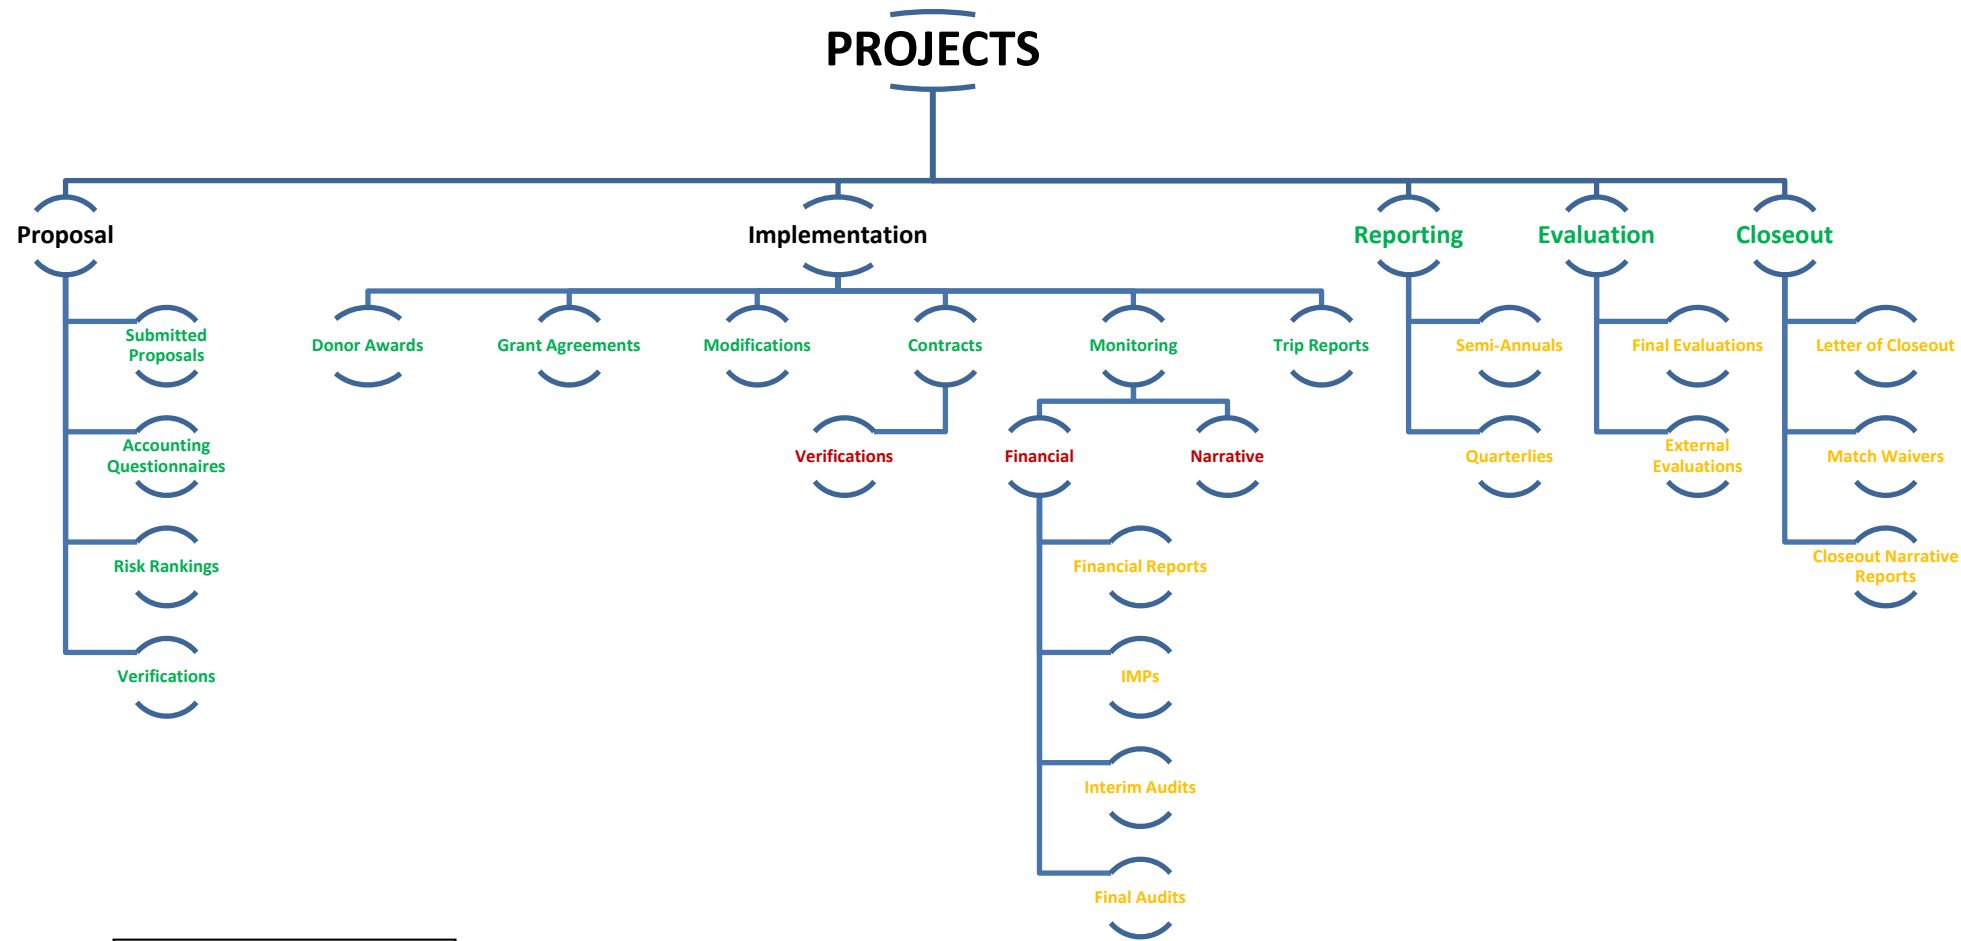 PROJECTS
Proposal
Implementation
Reporting
Evaluation
Closeout
Submitted
Proposals
Accounting
Questionnaires
Risk Rankings
Verifications
Donor Awards
Grant Agreements
Modifications
Contracts
Monitoring
Trip Reports
Verifications
Financial
Narrative
Financial Reports
IMPs
Interim Audits
Final Audits
Semi-Annuals
Quarterlies
Final Evaluations
External
Evaluations
Letter of Closeout
Match Waivers
Closeout Narrative
Reports